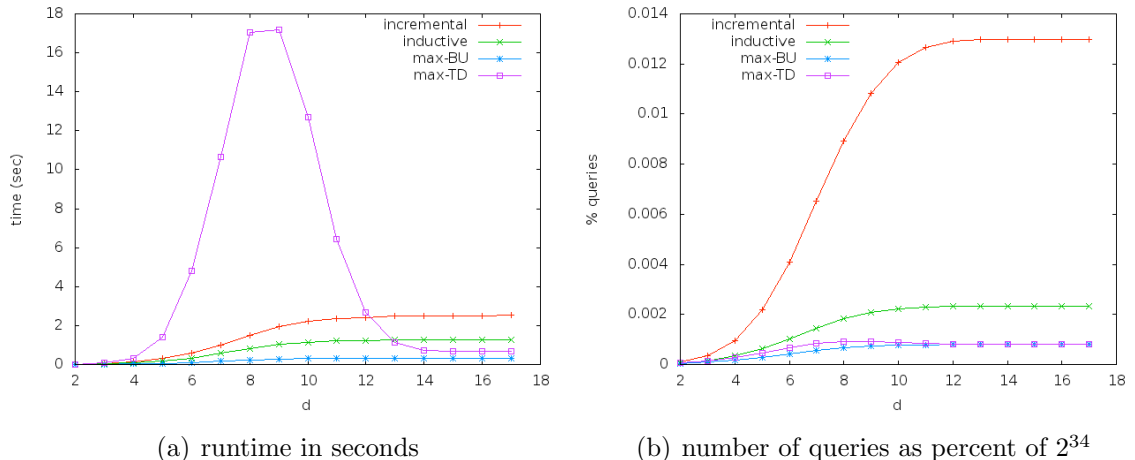 18
16
14
12
10
8
6
4
2
0
time (sec)
2 4 6 8 10 12 14 16 18
d
incremental
inductive
max-BU
max-TD
(a) runtime in seconds
0.014
0.012
0.01
0.008
0.006
0.004
0.002
0
% queries
2 4 6 8 10 12 14 16 18
d
incremental
inductive
max-BU
max-TD
(b) number of queries as percent of 2^34